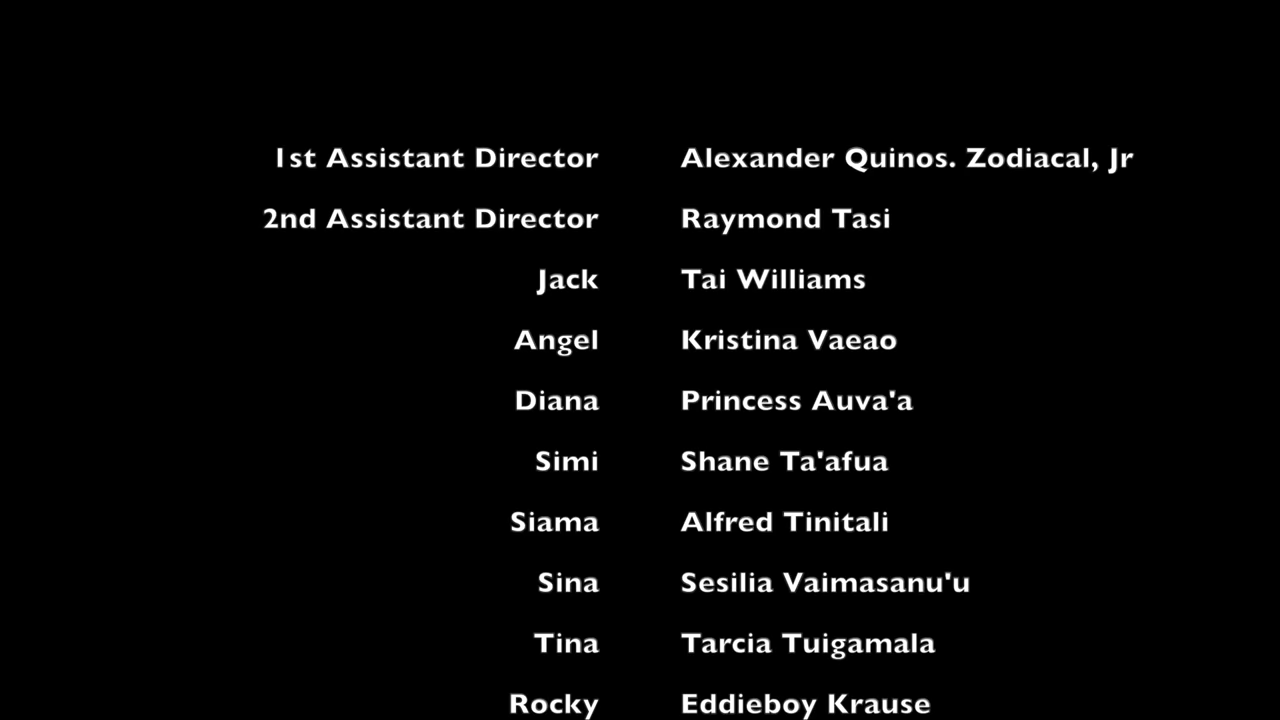 1st Assistant Director Alexander Quinos. Zodiacal, Jr
2nd Assistant Director Raymond Tasi
Jack Tai Williams
Angel Kristina Vaeao
Diana Princess Auva'a
Simi Shane Ta'afua
Siama Alfred Tinitali
Sina Sesilia Vaimasanu'u
Tina Tarcia Tuigamala
Rocky Eddieboy Krause